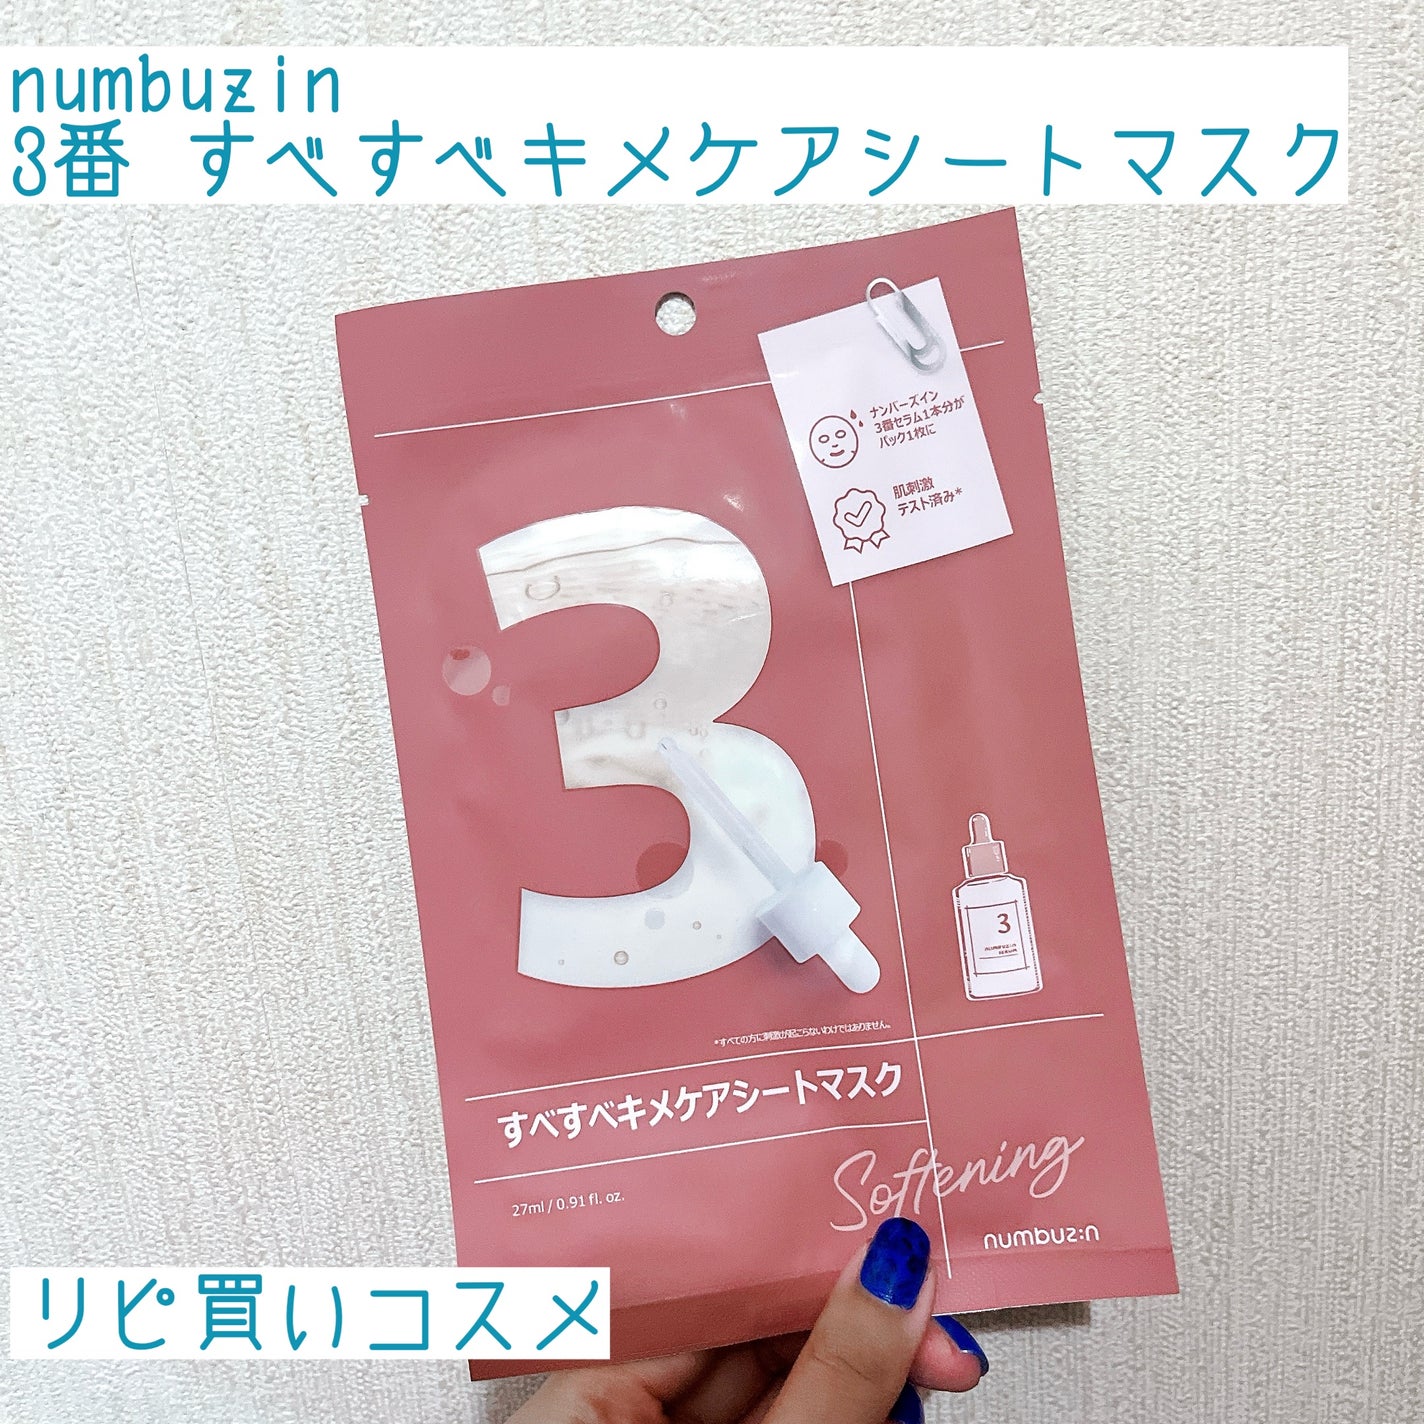 numbuzin
3番 すべすべキメケアシートマスク
ナンバーズイン
3番セラム1本分が
パック1枚に
肌刺激
テスト済み*
3
3
numbuz:n
SERUM
*すべての方に刺激が起こらないわけではありません。
すべすべキメケアシートマスク
27ml / 0.91 fl. oz.
Softening
numbuz:n
リピ買いコスメ